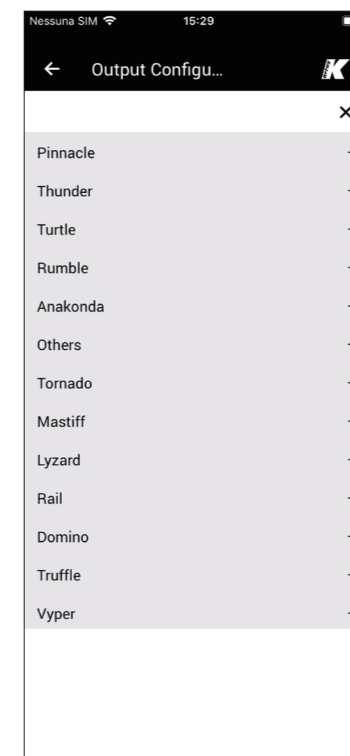 Nessuna SIM 15:29
← Output Configu... K
×
Pinnacle
Thunder
Turtle
Rumble
Anakonda
Others
Tornado
Mastiff
Lyzard
Rail
Domino
Truffle
Vyper